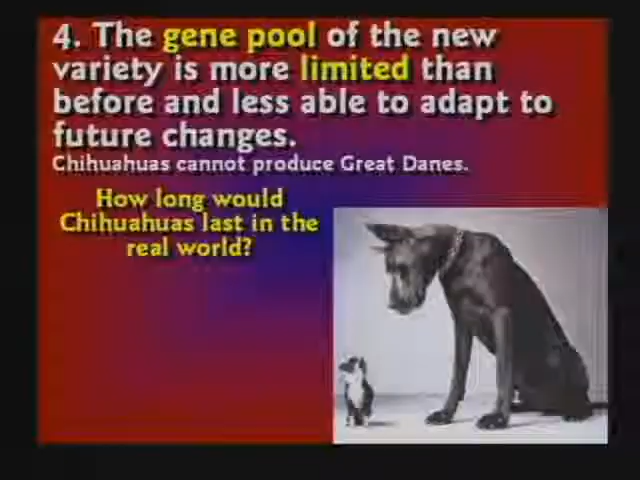 4. The gene pool of the new
variety is more limited than
before and less able to adapt to
future changes.
Chihuahuas cannot produce Great Danes.
How long would
Chihuahuas last in the
real world?